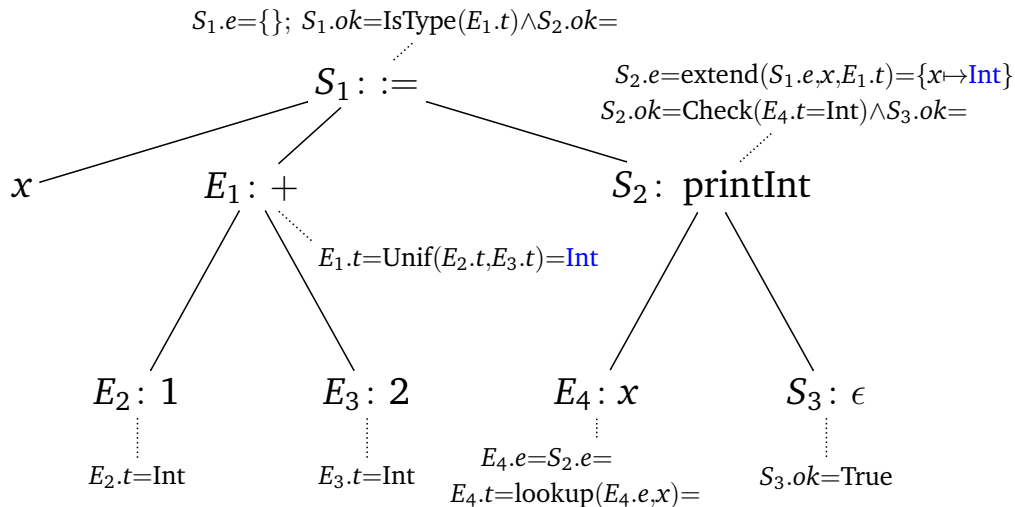 S₁.e={}; S₁.ok=IsType(E₁.t)∧S₂.ok=
S₁: :=
S₂.e=extend(S₁.e,x,E₁.t)={x↦Int}
S₂.ok=Check(E₄.t=Int)∧S₃.ok=
x
E₁: +
S₂: printInt
E₁.t=Unif(E₂.t,E₃.t)=Int
E₂: 1
E₃: 2
E₄: x
S₃: ϵ
E₂.t=Int
E₃.t=Int
E₄.e=S₂.e=
E₄.t=lookup(E₄.e,x)=
S₃.ok=True